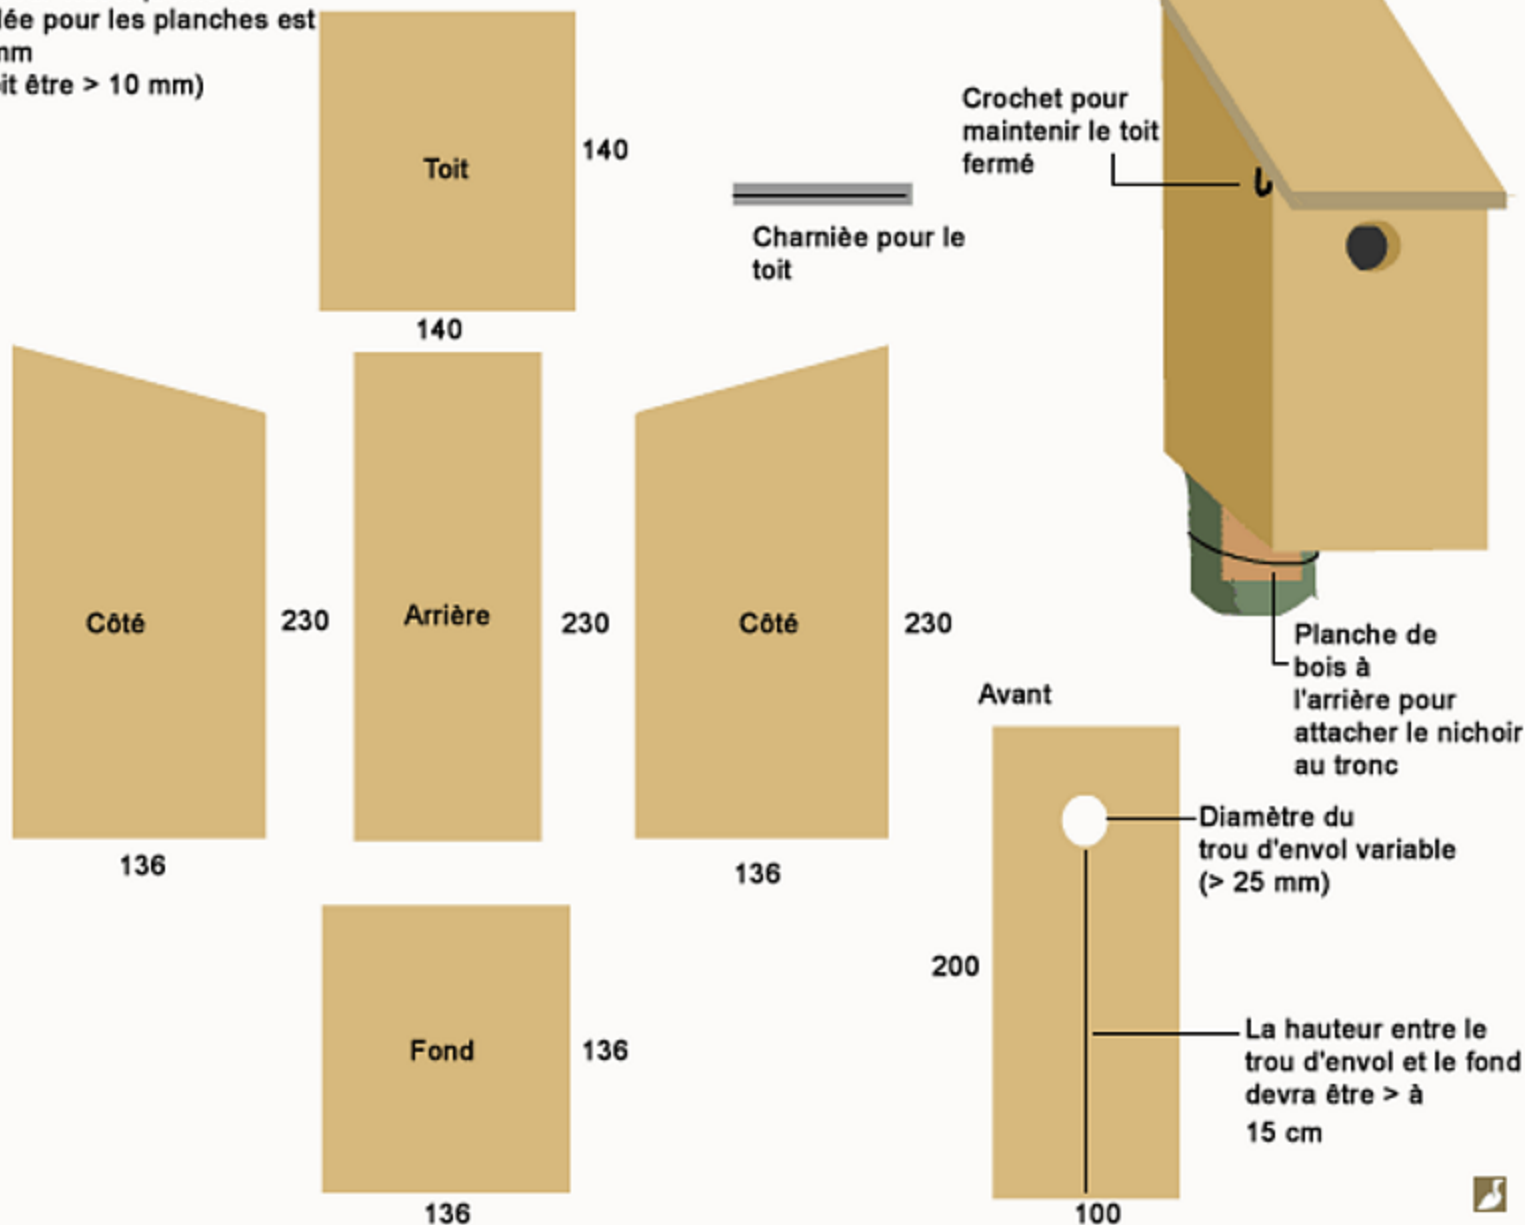 pour les planches est
être > 10 mm)
Toit
140
140
Charnièe pour le
toit
Crochet pour
maintenir le toit
fermé
Côté
230
136
Arrière
230
Côté
230
136
Planche de
bois à
l'arrière pour
attacher le nichoir
au tronc
Avant
Diamètre du
trou d'envol variable
(> 25 mm)
200
La hauteur entre le
trou d'envol et le fond
devra être > à
15 cm
100
Fond
136
136